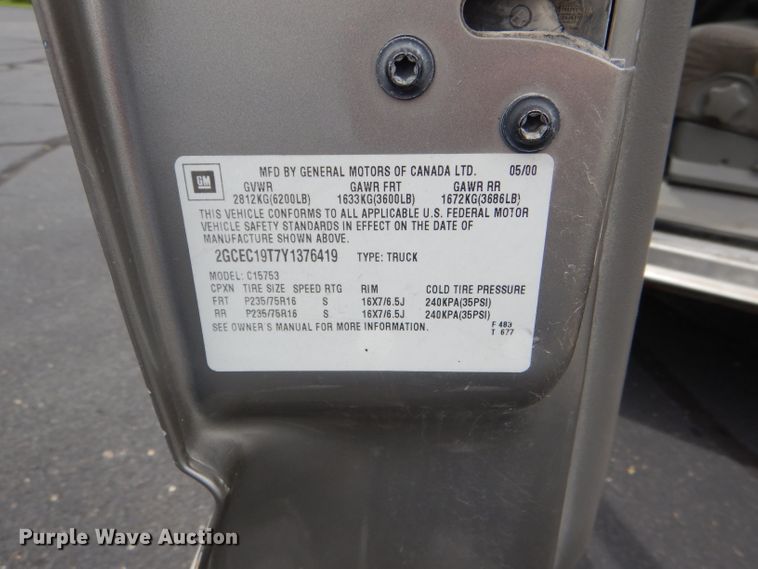 GM
MFD BY GENERAL MOTORS OF CANADA LTD. 05/00
GVWR GAWR FRT GAWR RR
2812KG(6200LB) 1633KG(3600LB) 1672KG(3686LB)
THIS VEHICLE CONFORMS TO ALL APPLICABLE U.S. FEDERAL MOTOR
VEHICLE SAFETY STANDARDS IN EFFECT ON THE DATE OF
MANUFACTURE SHOWN ABOVE.
2GCEC19T7Y1376419 TYPE: TRUCK
MODEL: C15753
CPXN TIRE SIZE SPEED RTG RIM COLD TIRE PRESSURE
FRT P235/75R16 S 16X7/6.5J 240KPA(35PSI)
RR P235/75R16 S 16X7/6.5J 240KPA(35PSI)
SEE OWNER'S MANUAL FOR MORE INFORMATION.
F 483
T 677
Purple Wave Auction